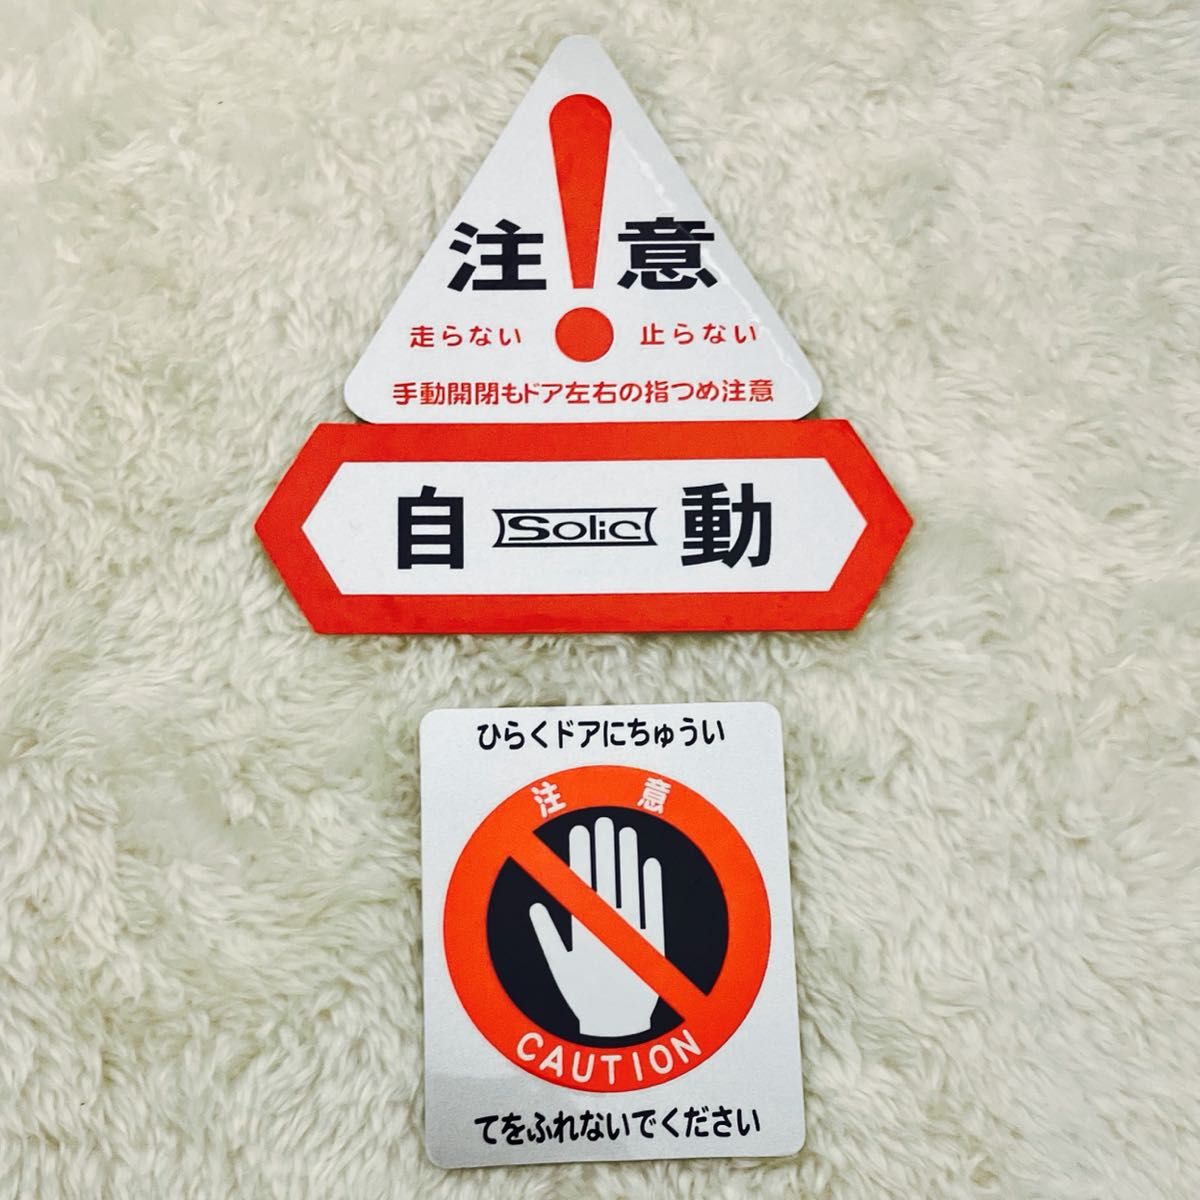 注意
走らない 止らない
手動開閉もドア左右の指つめ注意
自 Solic 動
ひらくドアにちゅうい
注意
CAUTION
てをふれないでください